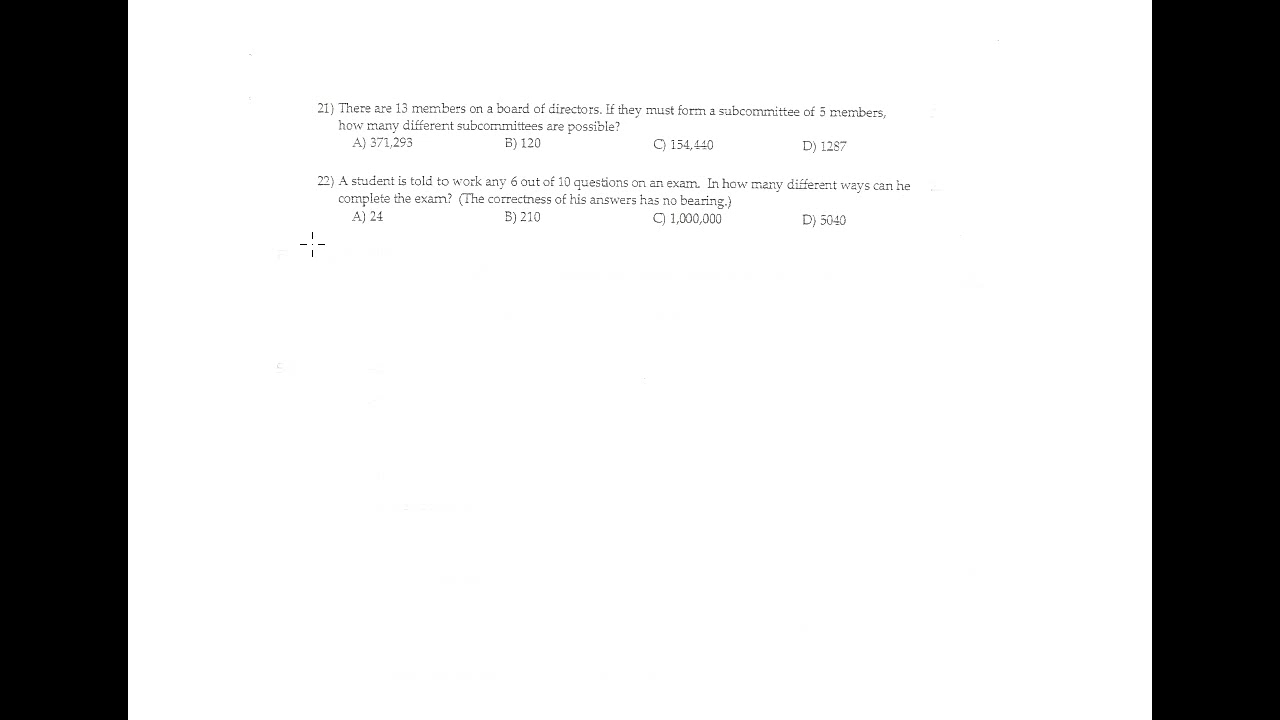 21) There are 13 members on a board of directors. If they must form a subcommittee of 5 members,
how many different subcommittees are possible?
A) 371,293 B) 120 C) 154,440 D) 1287
22) A student is told to work any 6 out of 10 questions on an exam. In how many different ways can he
complete the exam? (The correctness of his answers has no bearing.)
A) 24 B) 210 C) 1,000,000 D) 5040